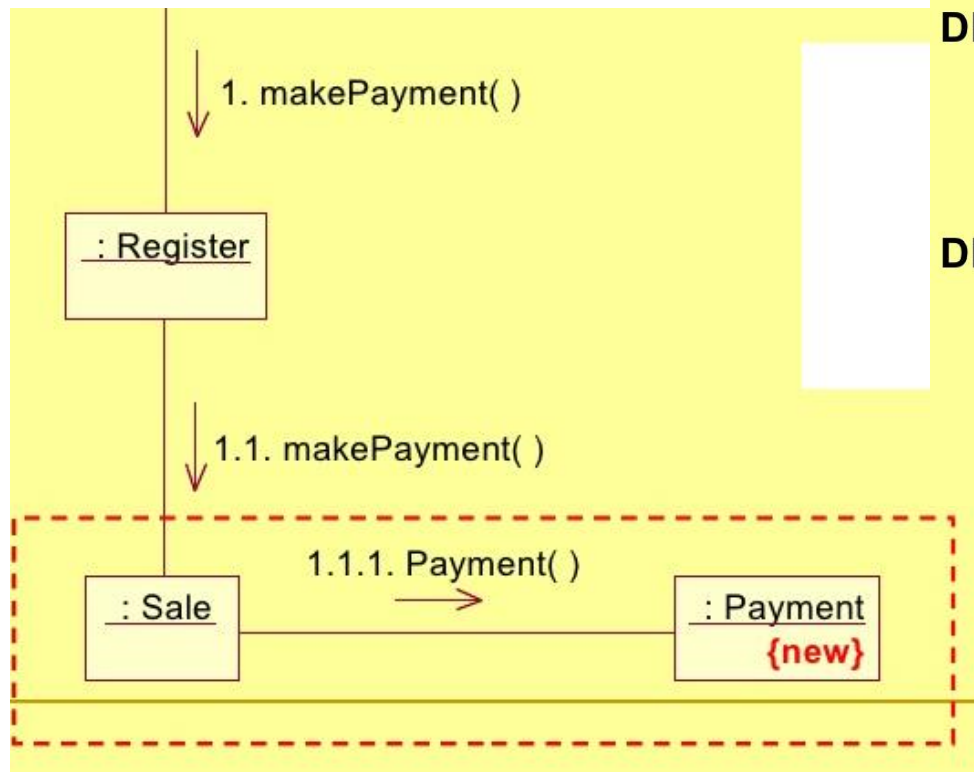 1. makePayment( )
: Register
1.1. makePayment( )
1.1.1. Payment( )
: Sale
: Payment
{new}